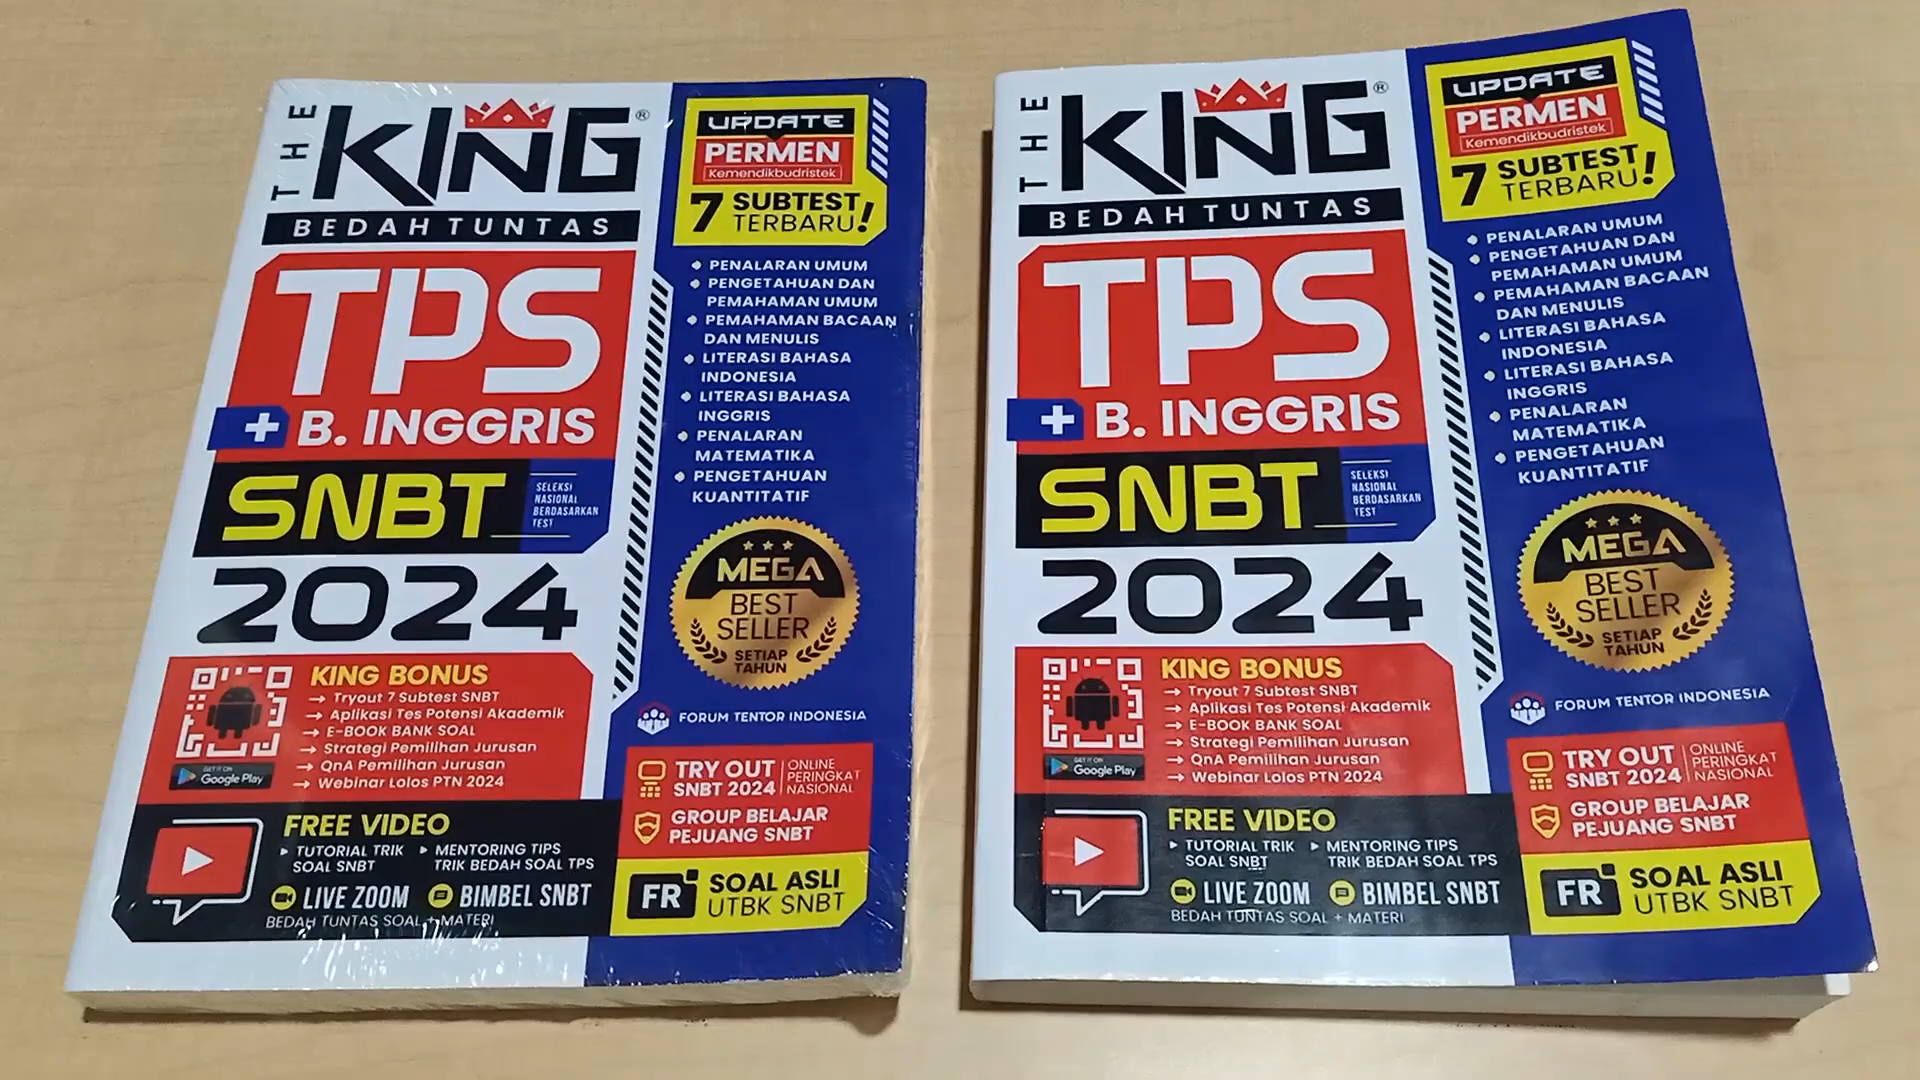 THE KING®
BEDAH TUNTAS
TPS
+ B. INGGRIS
SNBT
SELEKSI
NASIONAL
BERDASARKAN
TEST
2024
KING BONUS
→ Tryout 7 Subtest SNBT
→ Aplikasi Tes Potensi Akademik
→ E-BOOK BANK SOAL
→ Strategi Pemilihan Jurusan
→ QnA Pemilihan Jurusan
→ Webinar Lolos PTN 2024
GET IT ON
Google Play
FREE VIDEO
TUTORIAL TRIK
SOAL SNBT
MENTORING TIPS
TRIK BEDAH SOAL TPS
LIVE ZOOM
BIMBEL SNBT
BEDAH TUNTAS SOAL + MATERI
UPDATE
PERMEN
Kemendikbudristek
7 SUBTEST
TERBARU!
PENALARAN UMUM
PENGETAHUAN DAN
PEMAHAMAN UMUM
PEMAHAMAN BACAAN
DAN MENULIS
LITERASI BAHASA
INDONESIA
LITERASI BAHASA
INGGRIS
PENALARAN
MATEMATIKA
PENGETAHUAN
KUANTITATIF
MEGA
BEST
SELLER
SETIAP
TAHUN
FORUM TENTOR INDONESIA
TRY OUT
SNBT 2024
ONLINE
PERINGKAT
NASIONAL
GROUP BELAJAR
PEJUANG SNBT
FR
SOAL ASLI
UTBK SNBT
THE KING®
BEDAH TUNTAS
TPS
+ B. INGGRIS
SNBT
SELEKSI
NASIONAL
BERDASARKAN
TEST
2024
KING BONUS
→ Tryout 7 Subtest SNBT
→ Aplikasi Tes Potensi Akademik
→ E-BOOK BANK SOAL
→ Strategi Pemilihan Jurusan
→ QnA Pemilihan Jurusan
→ Webinar Lolos PTN 2024
GET IT ON
Google Play
FREE VIDEO
TUTORIAL TRIK
SOAL SNBT
MENTORING TIPS
TRIK BEDAH SOAL TPS
LIVE ZOOM
BIMBEL SNBT
BEDAH TUNTAS SOAL + MATERI
UPDATE
PERMEN
Kemendikbudristek
7 SUBTEST
TERBARU!
PENALARAN UMUM
PENGETAHUAN DAN
PEMAHAMAN UMUM
PEMAHAMAN BACAAN
DAN MENULIS
LITERASI BAHASA
INDONESIA
LITERASI BAHASA
INGGRIS
PENALARAN
MATEMATIKA
PENGETAHUAN
KUANTITATIF
MEGA
BEST
SELLER
SETIAP
TAHUN
FORUM TENTOR INDONESIA
TRY OUT
SNBT 2024
ONLINE
PERINGKAT
NASIONAL
GROUP BELAJAR
PEJUANG SNBT
FR
SOAL ASLI
UTBK SNBT